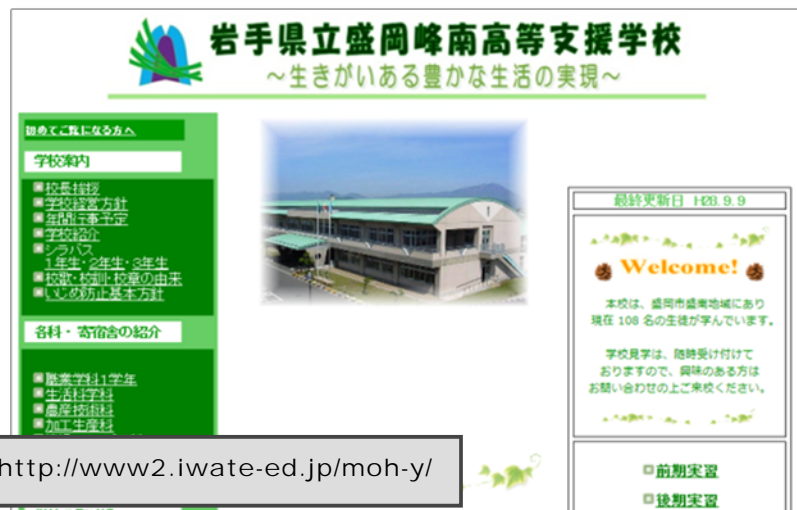 岩手県立盛岡峰南高等支援学校
～生きがいある豊かな生活の実現～
初めてご覧になる方へ
学校案内
校長挨拶
学校経営方針
年間行事予定
学校紹介
シラバス
1年生・2年生・3年生
校歌・校訓・校章の由来
いじめ防止基本方針
各科・寄宿舎の紹介
職業学科1学年
生活科学科
農産技術科
加工生産科
http://www2.iwate-ed.jp/moh-y/
最終更新日 H28.9.9
Welcome!
本校は、盛岡市盛南地域にあり
現在 108 名の生徒が学んでいます。
学校見学は、随時受け付けて
おりますので、興味のある方は
お問い合わせの上ご来校ください。
前期実習
後期実習